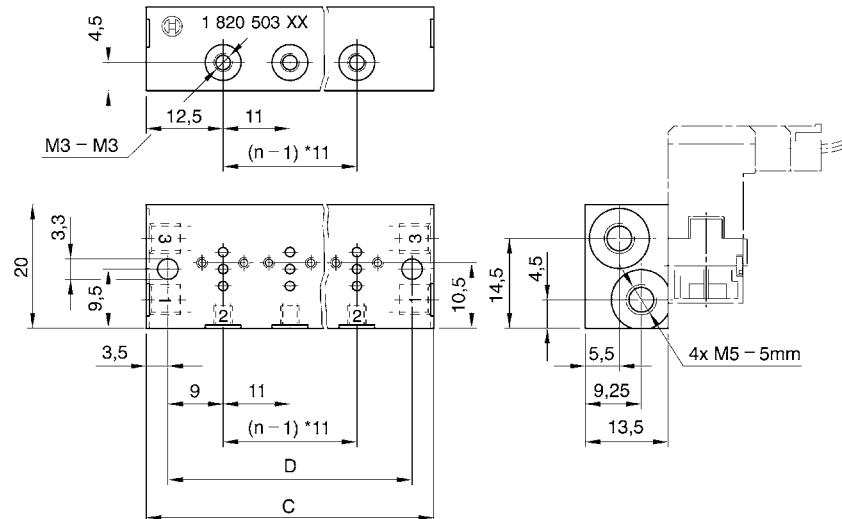 H
1 820 503 XX
4,5
12,5
11
M3 – M3
(n – 1) *11
20
3,3
9,5
3
1
2
2
3
1
10,5
3,5
9
11
(n – 1) *11
D
C
14,5
4,5
5,5
9,25
13,5
4x M5 – 5mm